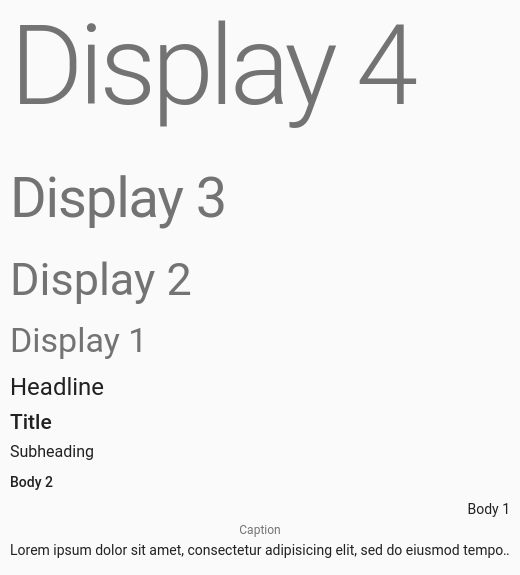 Display 4
Display 3
Display 2
Display 1
Headline
Title
Subheading
Body 2
Body 1
Caption
Lorem ipsum dolor sit amet, consectetur adipisicing elit, sed do eiusmod tempo..